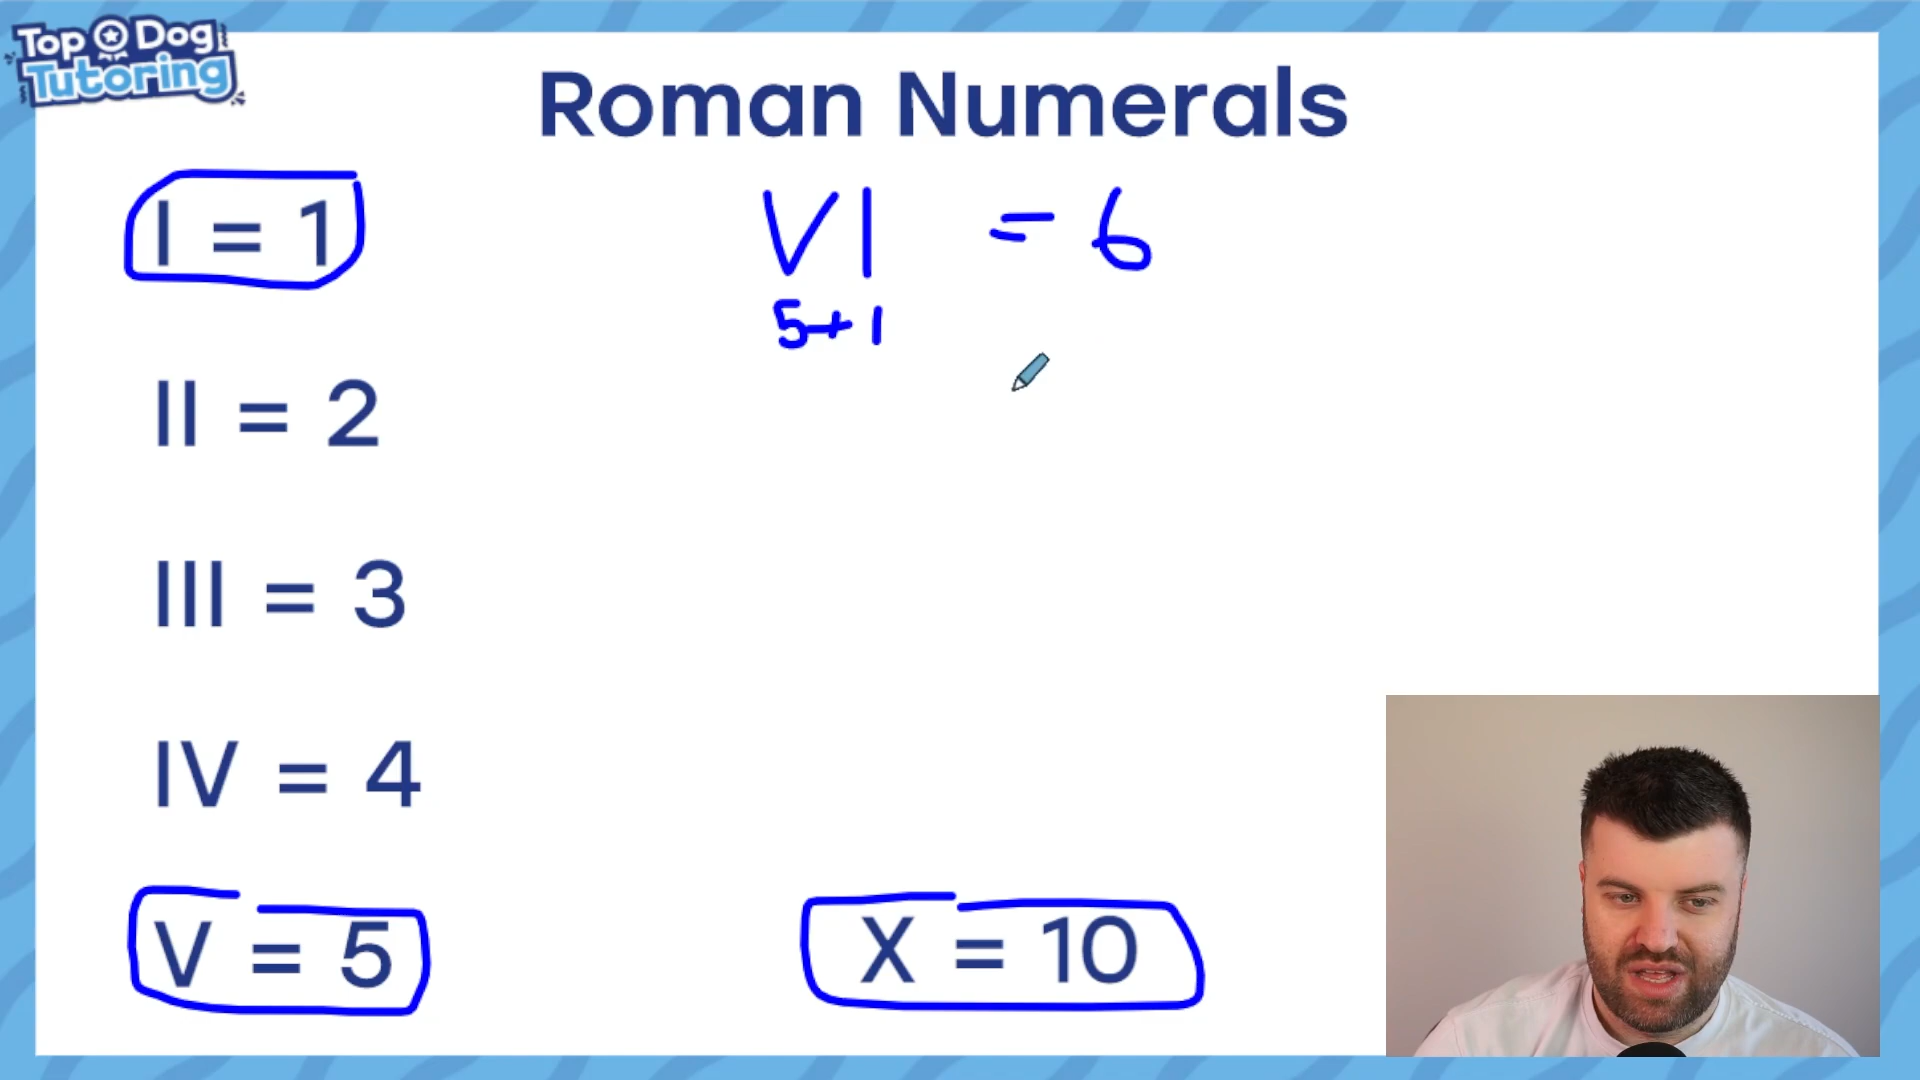 Top Dog
Tutoring
Roman Numerals
I = 1
VI = 6
5+1
II = 2
III = 3
IV = 4
V = 5
X = 10